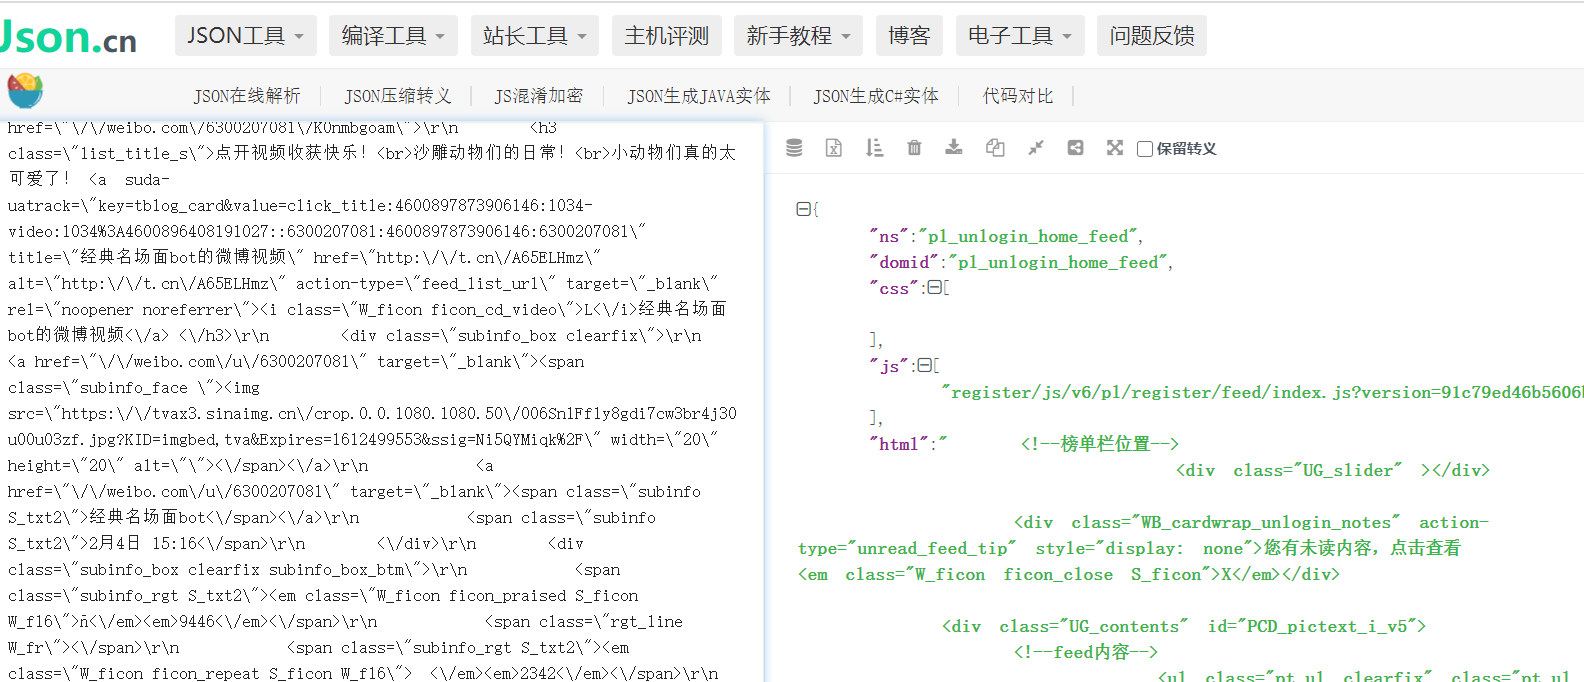 Json.cn
JSON工具 编译工具 站长工具 主机评测 新手教程 博客 电子工具 问题反馈
JSON在线解析 JSON压缩转义 JS混淆加密 JSON生成JAVA实体 JSON生成C#实体 代码对比
href=\"\/\/weibo.com\/6300207081\/K0nmbgoam\">\r\n <h3
class=\"list_title_s\">点开视频收获快乐! <br>沙雕动物们的日常! <br>小动物们真的太
可爱了! <a suda-
uatrack=\"key=tblog_card&value=click_title:4600897873906146:1034-
video:1034%3A4600896408191027::6300207081:4600897873906146:6300207081\"
title=\"经典名场面bot的微博视频\" href=\"http:\/\/t.cn\/A65ELHmz\"
alt=\"http:\/\/t.cn\/A65ELHmz\" action-type=\"feed_list_url\" target=\"_blank\"
rel=\"noopener noreferrer\"><i class=\"W_ficon ficon_cd_video\">L<\/i>经典名场面
bot的微博视频<\/a> <\/h3>\r\n <div class=\"subinfo_box clearfix\">\r\n
<a href=\"\/\/weibo.com\/u\/6300207081\" target=\"_blank\"><span
class=\"subinfo_face \"><img
src=\"https:\/\/tvax3.sinaimg.cn\/crop.0.0.1080.1080.50\/006Sn1Ffly8gdi7cw3br4j30
u00u03zf.jpg?KID=imgbed,tva&Expires=1612499553&ssig=Ni5QYMiqk%2F\" width=\"20\"
height=\"20\" alt=\"\"><\/span><\/a>\r\n <a
href=\"\/\/weibo.com\/u\/6300207081\" target=\"_blank\"><span class=\"subinfo
S_txt2\">经典名场面bot<\/span><\/a>\r\n <span class=\"subinfo
S_txt2\">2月4日 15:16<\/span>\r\n <\/div>\r\n <div
class=\"subinfo_box clearfix subinfo_box_btm\">\r\n <span
class=\"subinfo_rgt S_txt2\"><em class=\"W_ficon ficon_praised S_ficon
W_f16\">ñ<\/em><em>9446<\/em><\/span>\r\n <span class=\"rgt_line
W_fr\"><\/span>\r\n <span class=\"subinfo_rgt S_txt2\"><em
class=\"W_ficon ficon_repeat S_ficon W_f16\"> <\/em><em>2342<\/em><\/span>\r\n
保留转义
{
"ns":"pl_unlogin_home_feed",
"domid":"pl_unlogin_home_feed",
"css":[
],
"js":[
"register/js/v6/pl/register/feed/index.js?version=91c79ed46b5606b
],
"html":" <!--榜单栏位置-->
<div class="UG_slider" ></div>
<div class="WB_cardwrap_unlogin_notes" action-
type="unread_feed_tip" style="display: none">您有未读内容，点击查看
<em class="W_ficon ficon_close S_ficon">X</em></div>
<div class="UG_contents" id="PCD_pictext_i_v5">
<!--feed内容-->
<ul class="pt_ul clearfix" class="pt_ul